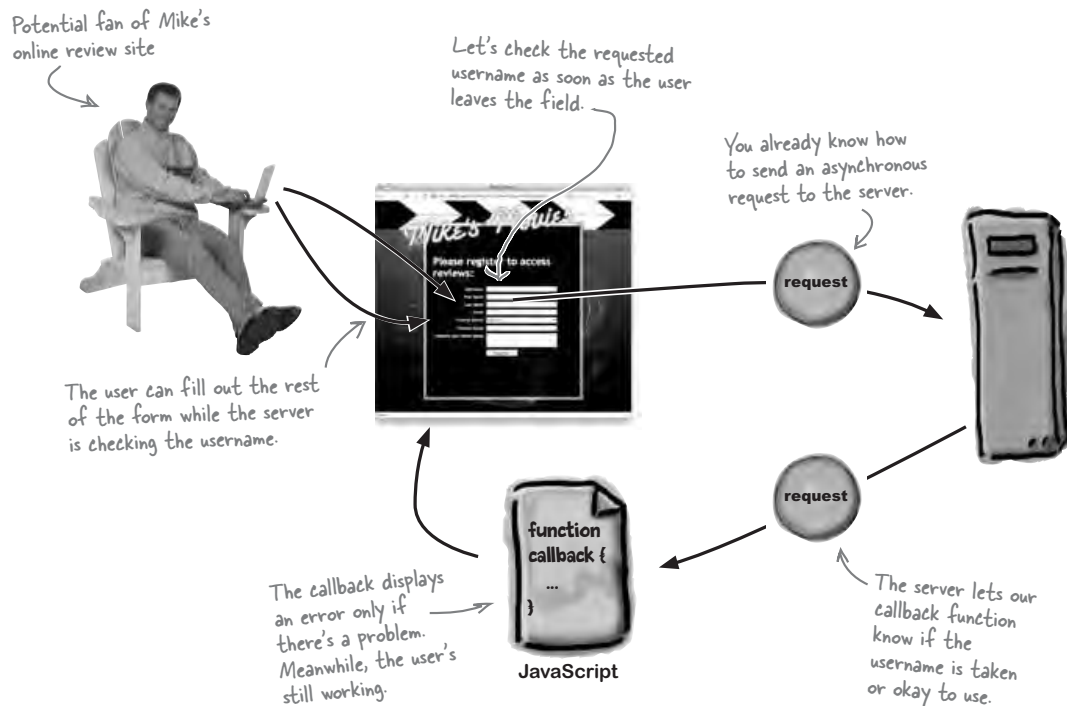 Potential fan of Mike's
online review site
Let's check the requested
username as soon as the user
leaves the field.
You already know how
to send an asynchronous
request to the server.
Please register to access
reviews:
request
The user can fill out the rest
of the form while the server
is checking the username.
request
function
callback {
...
}
JavaScript
The callback displays
an error only if
there's a problem.
Meanwhile, the user's
still working.
The server lets our
callback function
know if the
username is taken
or okay to use.